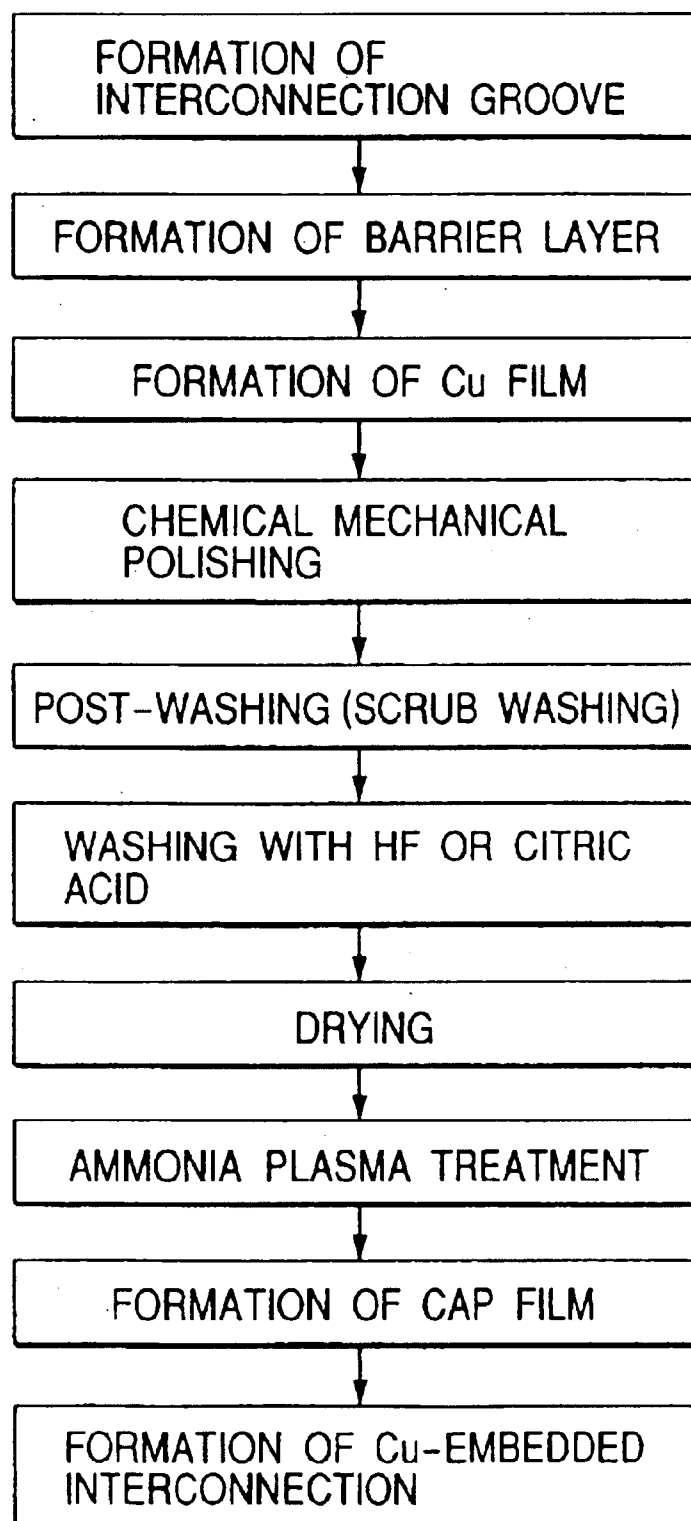 FORMATION OF
INTERCONNECTION GROOVE
FORMATION OF BARRIER LAYER
FORMATION OF Cu FILM
CHEMICAL MECHANICAL
POLISHING
POST-WASHING (SCRUB WASHING)
WASHING WITH HF OR CITRIC
ACID
DRYING
AMMONIA PLASMA TREATMENT
FORMATION OF CAP FILM
FORMATION OF Cu-EMBEDDED
INTERCONNECTION